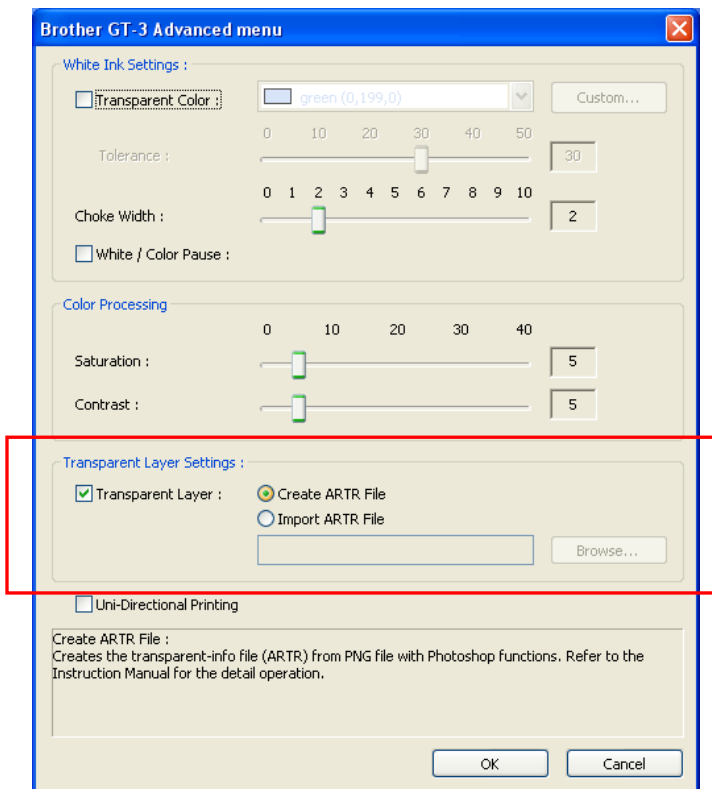 Brother GT-3 Advanced menu
White Ink Settings :
Transparent Color : green (0,199,0) Custom...
0 10 20 30 40 50
Tolerance : 30
0 1 2 3 4 5 6 7 8 9 10
Choke Width : 2
White / Color Pause :
Color Processing
0 10 20 30 40
Saturation : 5
Contrast : 5
Transparent Layer Settings :
Transparent Layer : Create ARTR File
Import ARTR File
Browse...
Uni-Directional Printing
Create ARTR File :
Creates the transparent-info file (ARTR) from PNG file with Photoshop functions. Refer to the
Instruction Manual for the detail operation.
OK Cancel